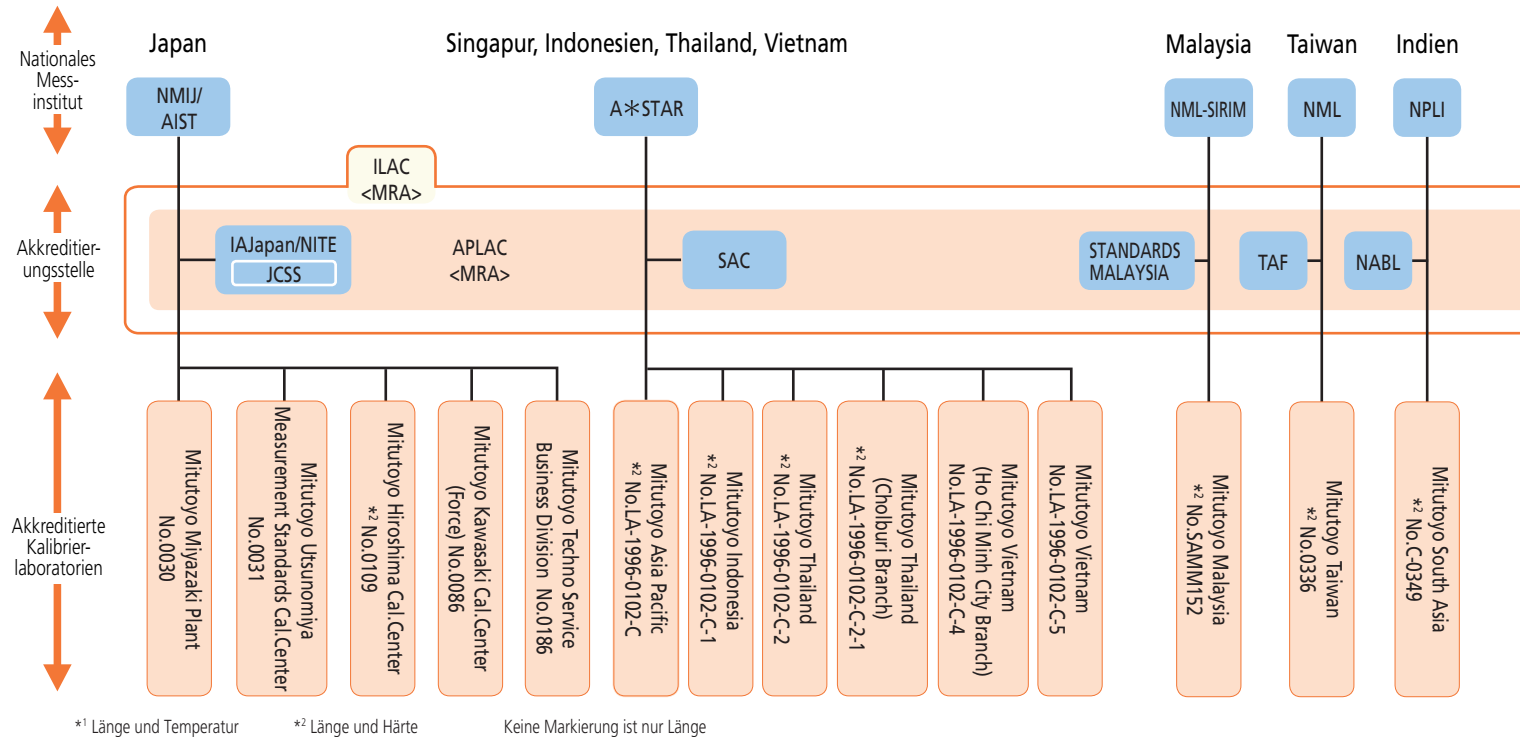 Nationales
Mess-
institut
Japan
Singapur, Indonesien, Thailand, Vietnam
Malaysia
Taiwan
Indien
NMIJ/
AIST
A✳STAR
NML-SIRIM
NML
NPLI
ILAC
<MRA>
Akkreditier-
ungsstelle
IAJapan/NITE
JCSS
APLAC
<MRA>
SAC
STANDARDS
MALAYSIA
TAF
NABL
Akkreditierte
Kalibrier-
laboratorien
Mitutoyo Miyazaki Plant
No.0030
Mitutoyo Utsunomiya
Measurement Standards Cal.Center
No.0031
Mitutoyo Hiroshima Cal.Center
*2 No.0109
Mitutoyo Kawasaki Cal.Center
(Force) No.0086
Mitutoyo Techno Service
Business Division No.0186
Mitutoyo Asia Pacific
*2 No.LA-1996-0102-C
Mitutoyo Indonesia
*2 No.LA-1996-0102-C-1
Mitutoyo Thailand
*2 No.LA-1996-0102-C-2
Mitutoyo Thailand
(Cholburi Branch)
*2 No.LA-1996-0102-C-2-1
Mitutoyo Vietnam
(Ho Chi Minh City Branch)
No.LA-1996-0102-C-4
Mitutoyo Vietnam
No.LA-1996-0102-C-5
Mitutoyo Malaysia
*2 No.SAMM152
Mitutoyo Taiwan
*2 No.0336
Mitutoyo South Asia
*2 No.C-0349
*1 Länge und Temperatur
*2 Länge und Härte
Keine Markierung ist nur Länge